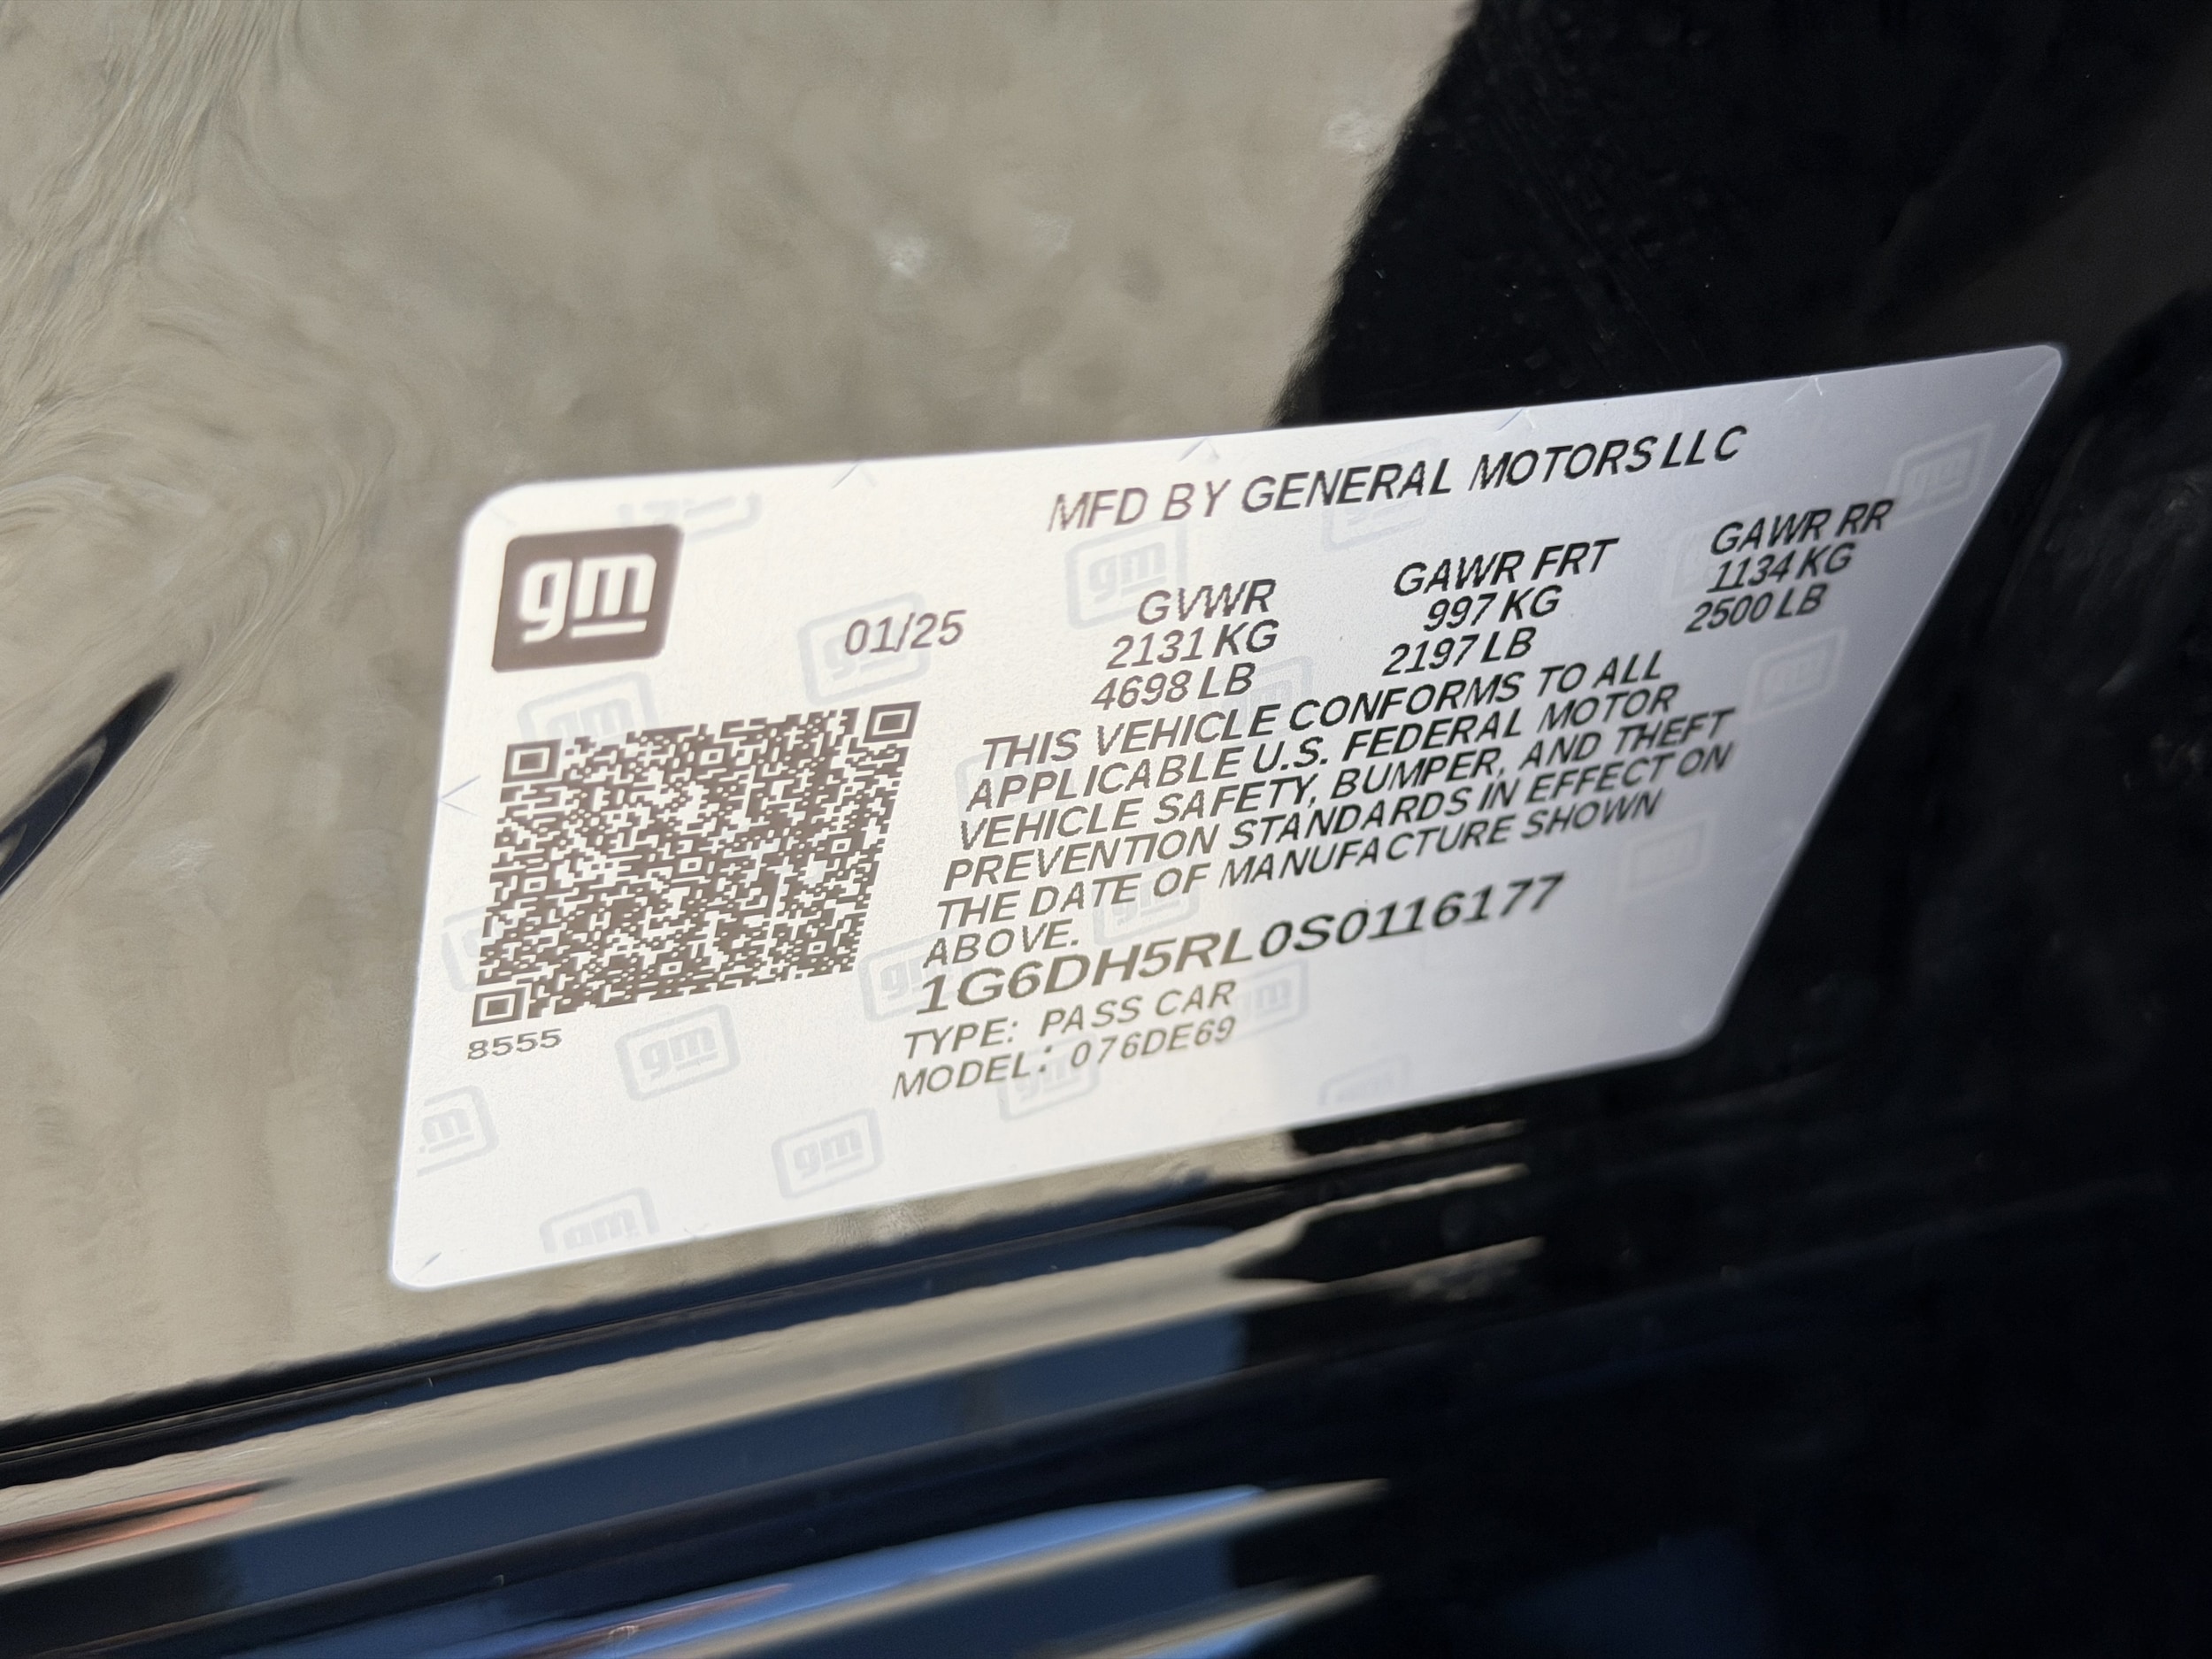 MFD BY GENERAL MOTORS LLC
gm
01/25
GVWR
2131 KG
4698 LB
GAWR FRT
997 KG
2197 LB
GAWR RR
1134 KG
2500 LB
THIS VEHICLE CONFORMS TO ALL
APPLICABLE U.S. FEDERAL MOTOR
VEHICLE SAFETY, BUMPER, AND THEFT
PREVENTION STANDARDS IN EFFECT ON
THE DATE OF MANUFACTURE SHOWN
ABOVE.
1G6DH5RL0S0116177
TYPE: PASS CAR
MODEL: 076DE69
8555